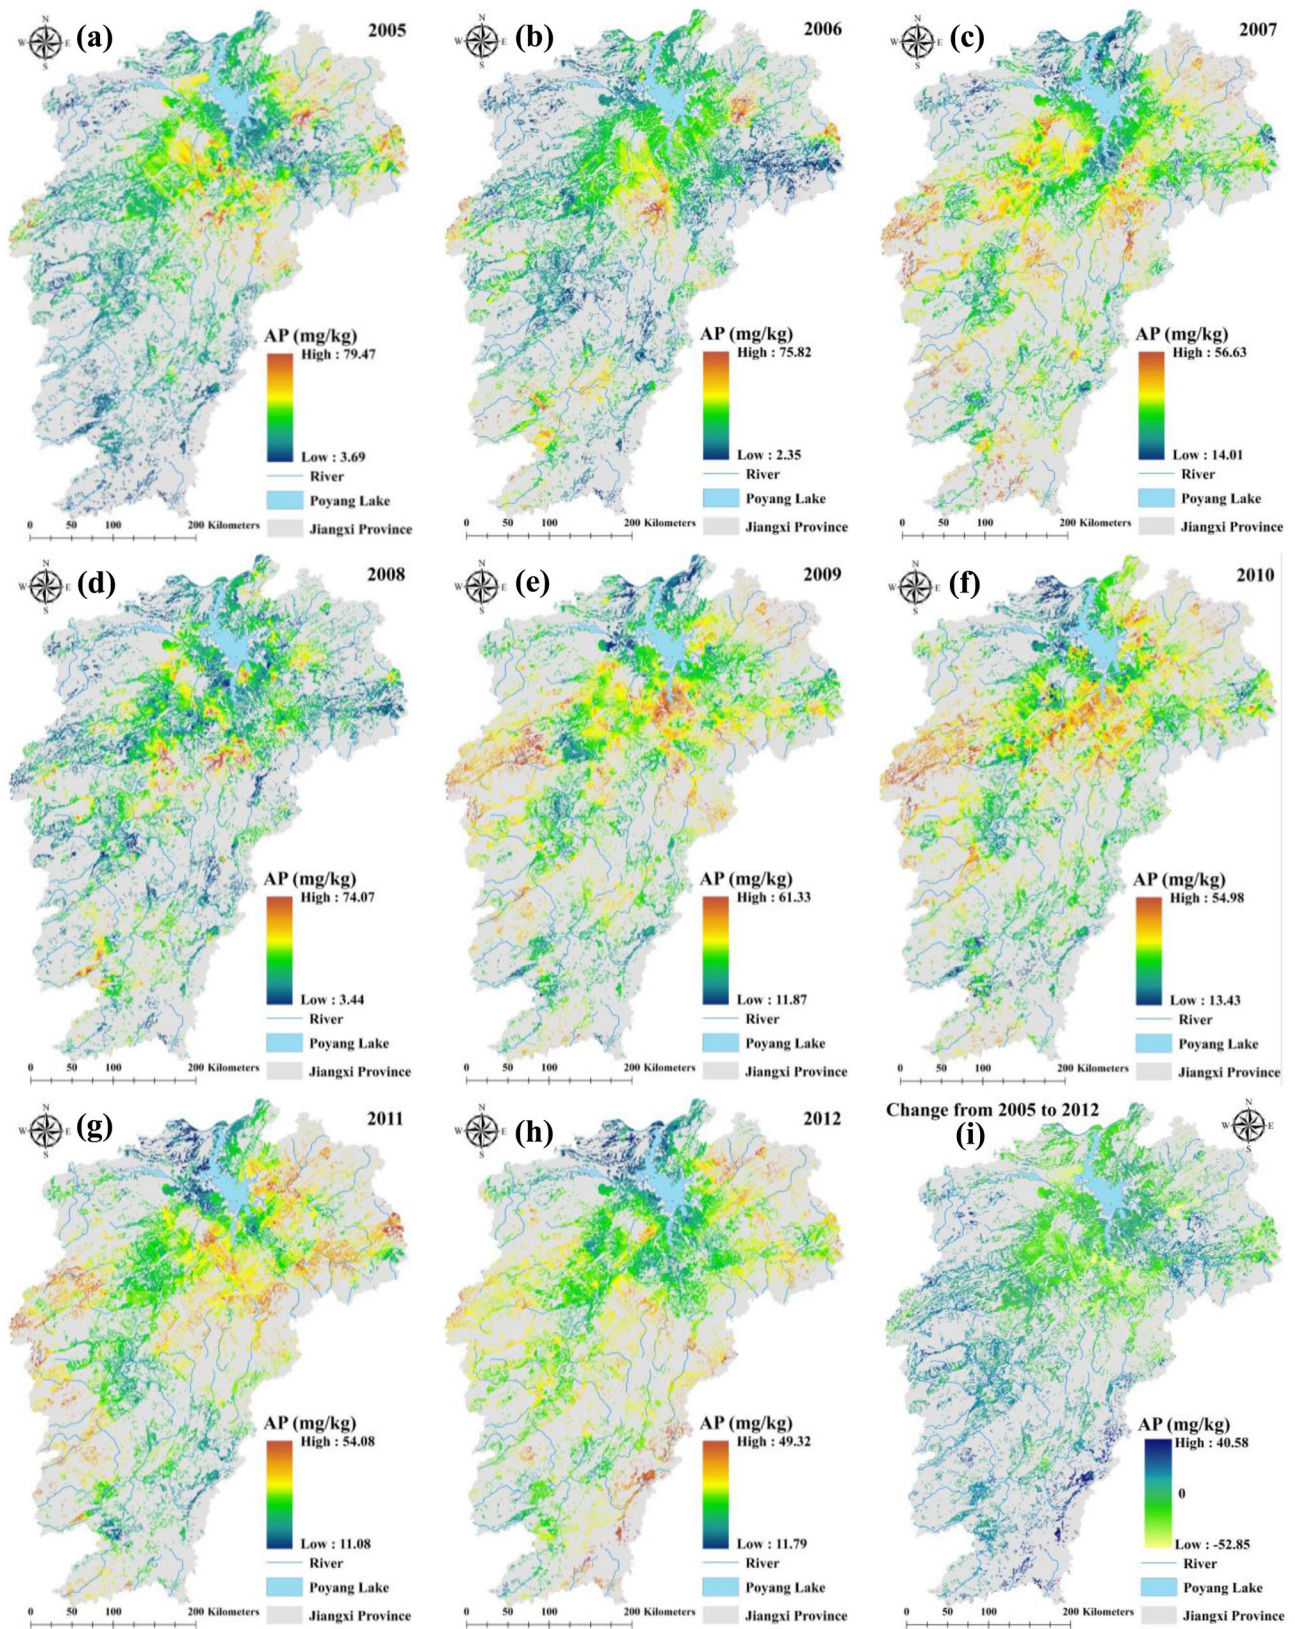 (a) 2005
N
W E
S
AP (mg/kg)
High : 79.47
Low : 3.69
River
Poyang Lake
Jiangxi Province
0 50 100 200 Kilometers
(b) 2006
N
W E
S
AP (mg/kg)
High : 75.82
Low : 2.35
River
Poyang Lake
Jiangxi Province
0 50 100 200 Kilometers
(c) 2007
N
W E
S
AP (mg/kg)
High : 56.63
Low : 14.01
River
Poyang Lake
Jiangxi Province
0 50 100 200 Kilometers
(d) 2008
N
W E
S
AP (mg/kg)
High : 74.07
Low : 3.44
River
Poyang Lake
Jiangxi Province
0 50 100 200 Kilometers
(e) 2009
N
W E
S
AP (mg/kg)
High : 61.33
Low : 11.87
River
Poyang Lake
Jiangxi Province
0 50 100 200 Kilometers
(f) 2010
N
W E
S
AP (mg/kg)
High : 54.98
Low : 13.43
River
Poyang Lake
Jiangxi Province
0 50 100 200 Kilometers
(g) 2011
N
W E
S
AP (mg/kg)
High : 54.08
Low : 11.08
River
Poyang Lake
Jiangxi Province
0 50 100 200 Kilometers
(h) 2012
N
W E
S
AP (mg/kg)
High : 49.32
Low : 11.79
River
Poyang Lake
Jiangxi Province
0 50 100 200 Kilometers
Change from 2005 to 2012
(i)
N
W E
S
AP (mg/kg)
High : 40.58
0
Low : -52.85
River
Poyang Lake
Jiangxi Province
0 50 100 200 Kilometers